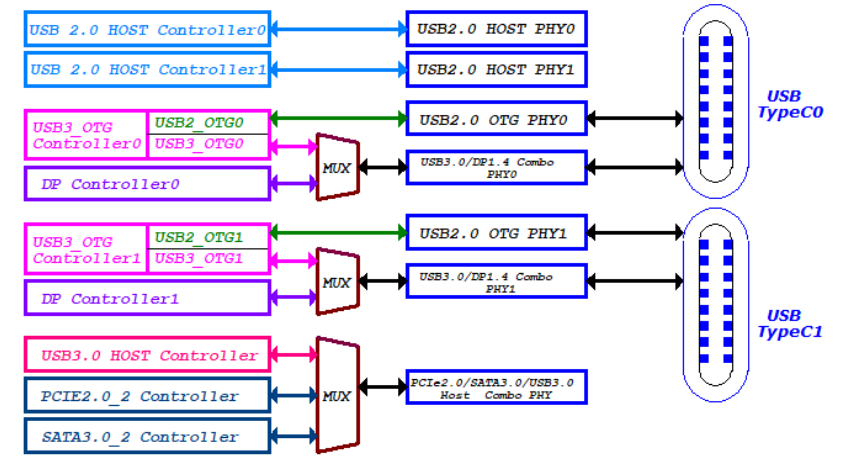 USB 2.0 HOST Controller0
USB2.0 HOST PHY0
USB 2.0 HOST Controller1
USB2.0 HOST PHY1
USB
TypeC0
USB3_OTG
Controller0
USB2_OTG0
USB3_OTG0
USB2.0 OTG PHY0
MUX
USB3.0/DP1.4 Combo
PHY0
DP Controller0
USB3_OTG
Controller1
USB2_OTG1
USB3_OTG1
USB2.0 OTG PHY1
MUX
USB3.0/DP1.4 Combo
PHY1
DP Controller1
USB
TypeC1
USB3.0 HOST Controller
PCIE2.0_2 Controller
SATA3.0_2 Controller
MUX
PCIe2.0/SATA3.0/USB3.0
Host Combo PHY